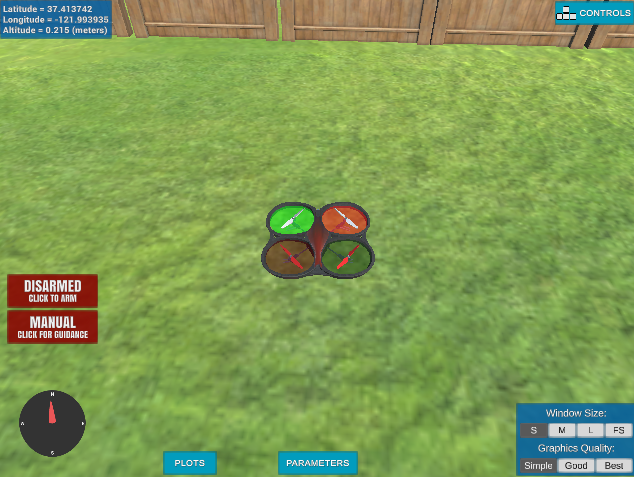 Latitude = 37.413742
Longitude = -121.993935
Altitude = 0.215 (meters)
CONTROLS
DISARMED
CLICK TO ARM
MANUAL
CLICK FOR GUIDANCE
N
S
PLOTS
PARAMETERS
Window Size:
S M L FS
Graphics Quality:
Simple Good Best